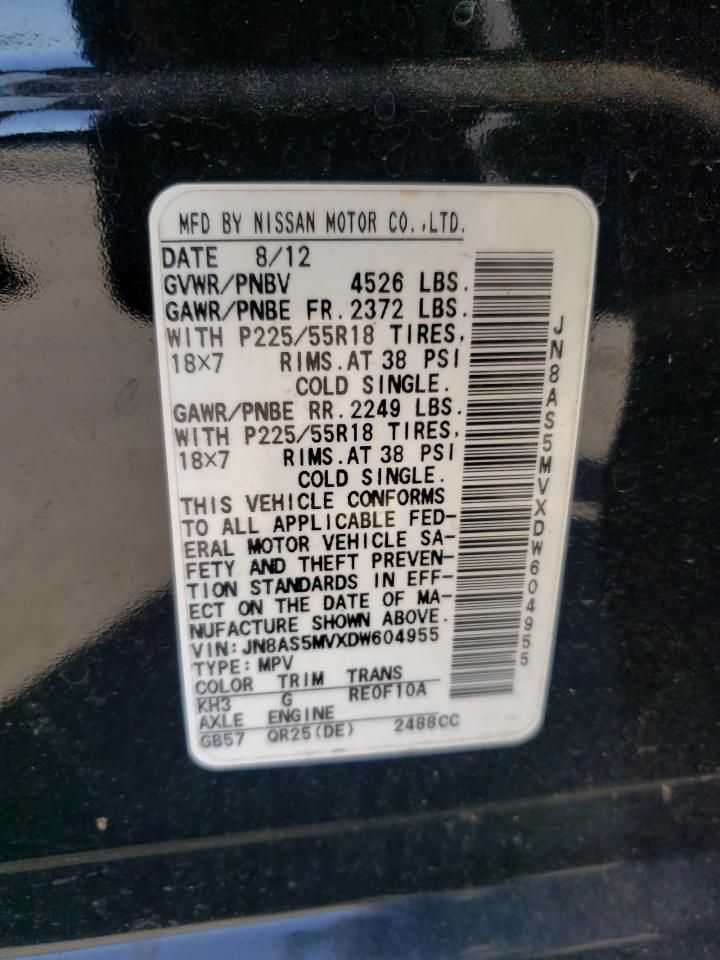 MFD BY NISSAN MOTOR CO.,LTD.
DATE 8/12
GVWR/PNBV 4526 LBS.
GAWR/PNBE FR. 2372 LBS.
WITH P225/55R18 TIRES,
18×7 RIMS. AT 38 PSI
COLD SINGLE.
GAWR/PNBE RR. 2249 LBS.
WITH P225/55R18 TIRES,
18×7 RIMS. AT 38 PSI
COLD SINGLE.
THIS VEHICLE CONFORMS
TO ALL APPLICABLE FED-
ERAL MOTOR VEHICLE SA-
FETY AND THEFT PREVEN-
TION STANDARDS IN EFF-
ECT ON THE DATE OF MA-
NUFACTURE SHOWN ABOVE.
VIN: JN8AS5MVXDW604955
TYPE: MPV
COLOR TRIM TRANS
KH3 G RE0F10A
AXLE ENGINE
GB57 QR25(DE) 2488CC
JN8AS5MVXDW604955